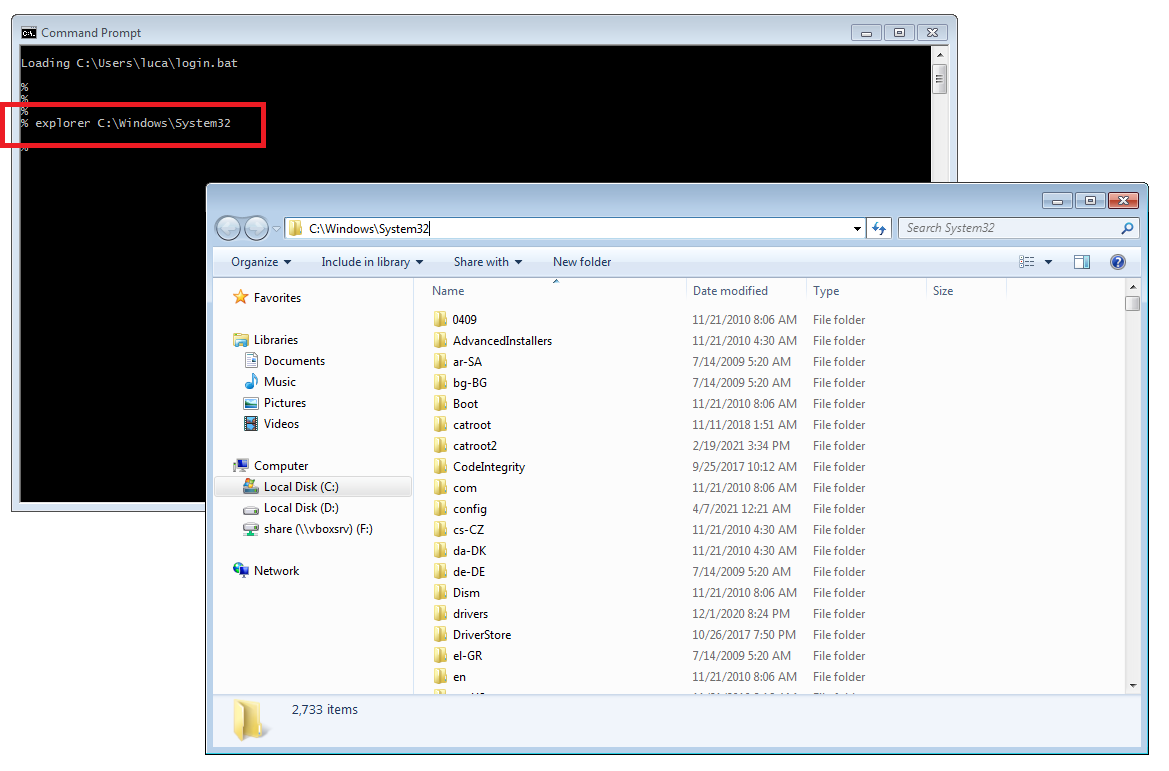 Command Prompt
Loading C:\Users\luca\login.bat
%
%
%
% explorer C:\Windows\System32
%
C:\Windows\System32
Search System32
Organize Include in library Share with New folder
Favorites
Libraries
Documents
Music
Pictures
Videos
Computer
Local Disk (C:)
Local Disk (D:)
share (\\vboxsrv) (F:)
Network
Name Date modified Type Size
0409 11/21/2010 8:06 AM File folder
AdvancedInstallers 11/21/2010 4:30 AM File folder
ar-SA 7/14/2009 5:20 AM File folder
bg-BG 7/14/2009 5:20 AM File folder
Boot 11/21/2010 8:06 AM File folder
catroot 11/11/2018 1:51 AM File folder
catroot2 2/19/2021 3:34 PM File folder
CodeIntegrity 9/25/2017 10:12 AM File folder
com 11/21/2010 8:06 AM File folder
config 4/7/2021 12:21 AM File folder
cs-CZ 11/21/2010 4:30 AM File folder
da-DK 11/21/2010 4:30 AM File folder
de-DE 7/14/2009 5:20 AM File folder
Dism 11/21/2010 8:06 AM File folder
drivers 12/1/2020 8:24 PM File folder
DriverStore 10/26/2017 7:50 PM File folder
el-GR 7/14/2009 5:20 AM File folder
en 11/21/2010 8:06 AM File folder
2,733 items